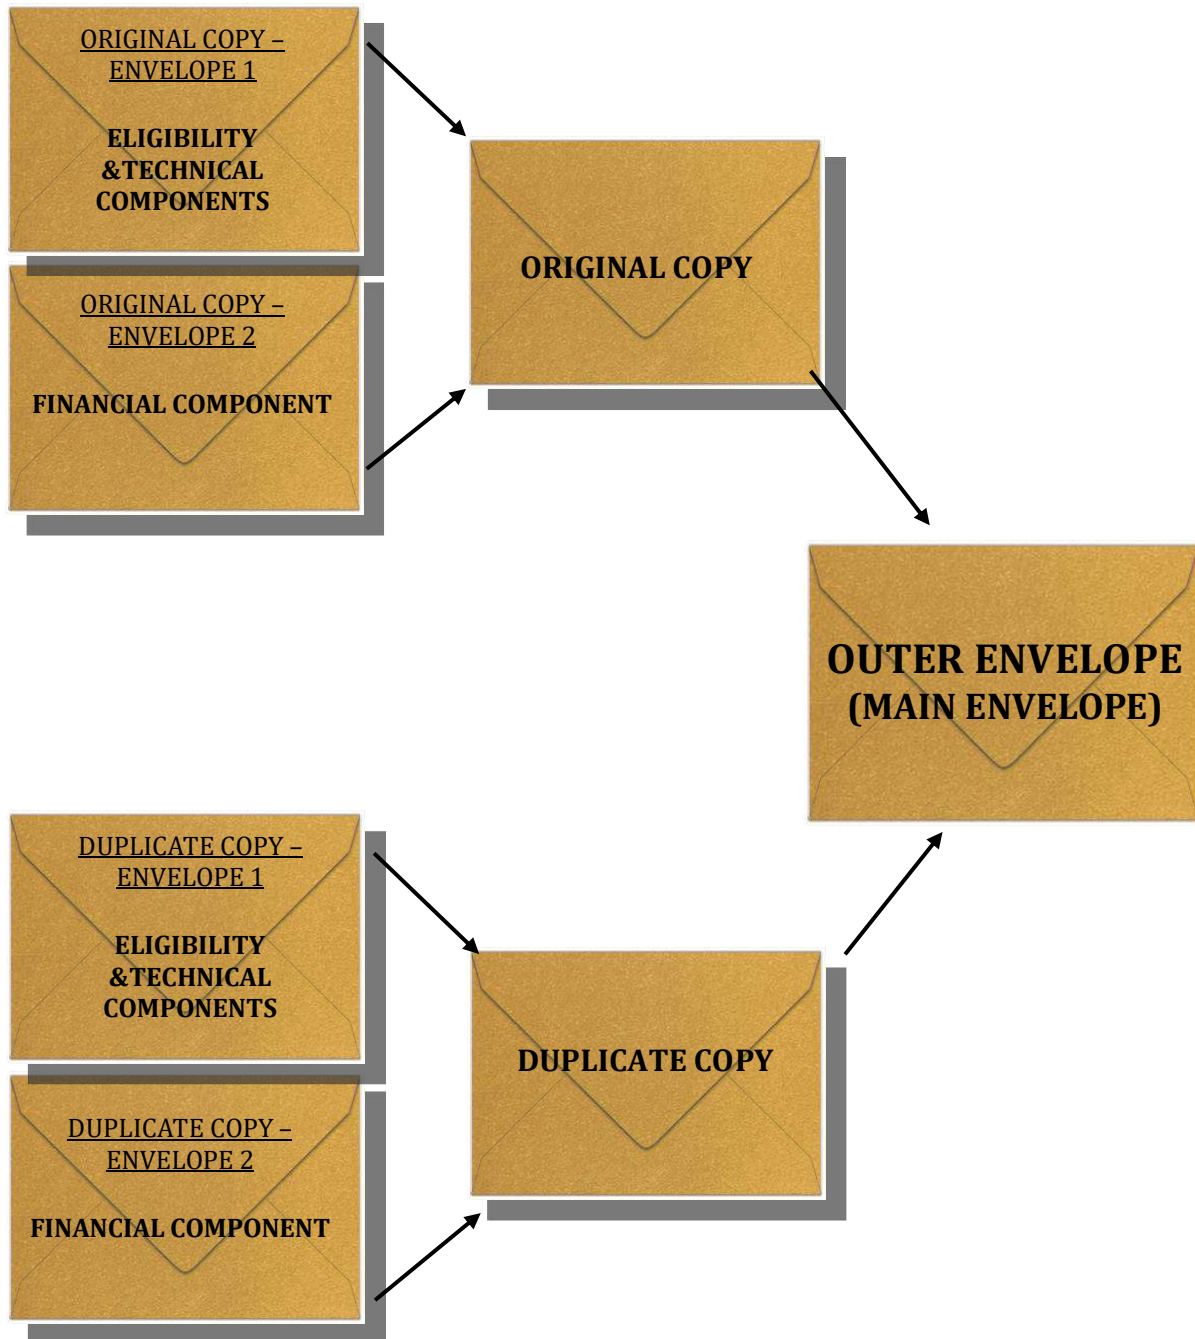 ORIGINAL COPY –
ENVELOPE 1
ELIGIBILITY
&TECHNICAL
COMPONENTS
ORIGINAL COPY –
ENVELOPE 2
FINANCIAL COMPONENT
ORIGINAL COPY
OUTER ENVELOPE
(MAIN ENVELOPE)
DUPLICATE COPY –
ENVELOPE 1
ELIGIBILITY
&TECHNICAL
COMPONENTS
DUPLICATE COPY –
ENVELOPE 2
FINANCIAL COMPONENT
DUPLICATE COPY